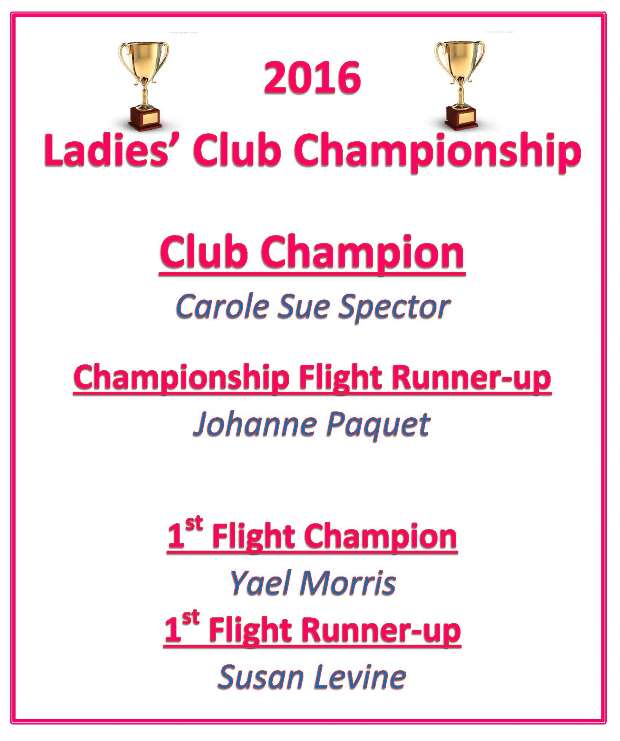 2016
Ladies’ Club Championship
Club Champion
Carole Sue Spector
Championship Flight Runner-up
Johanne Paquet
1st Flight Champion
Yael Morris
1st Flight Runner-up
Susan Levine